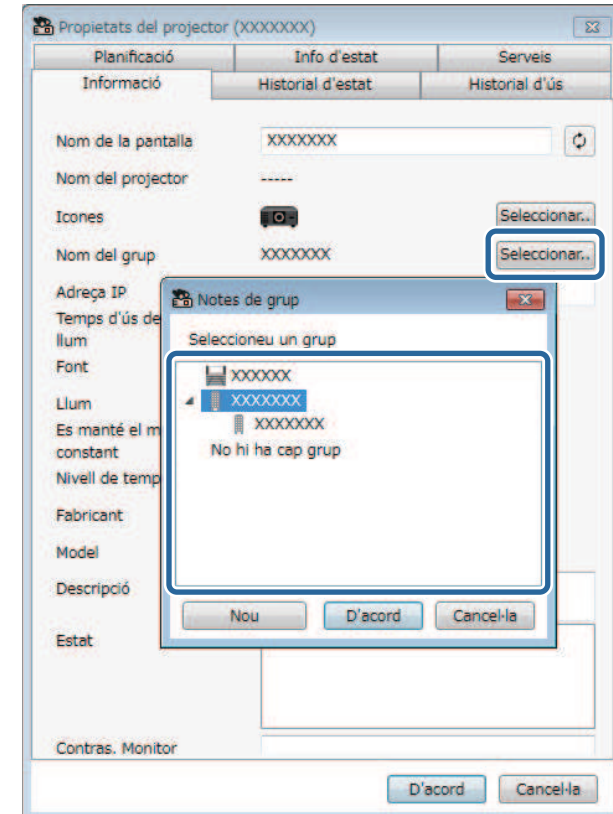 Propietats del projector (XXXXXXX)
Planificació Info d'estat Serveis
Informació Historial d'estat Historial d'ús
Nom de la pantalla XXXXXXX
Nom del projector -----
Icones Seleccionar..
Nom del grup XXXXXXX Seleccionar..
Adreça IP
Temps d'ús de
llum
Font
Llum
Es manté el m
constant
Nivell de temp
Fabricant
Model
Descripció
Estat
Contras. Monitor
Notes de grup
Seleccioneu un grup
XXXXXX
XXXXXXX
XXXXXXX
No hi ha cap grup
Nou D'acord Cancel·la
D'acord Cancel·la